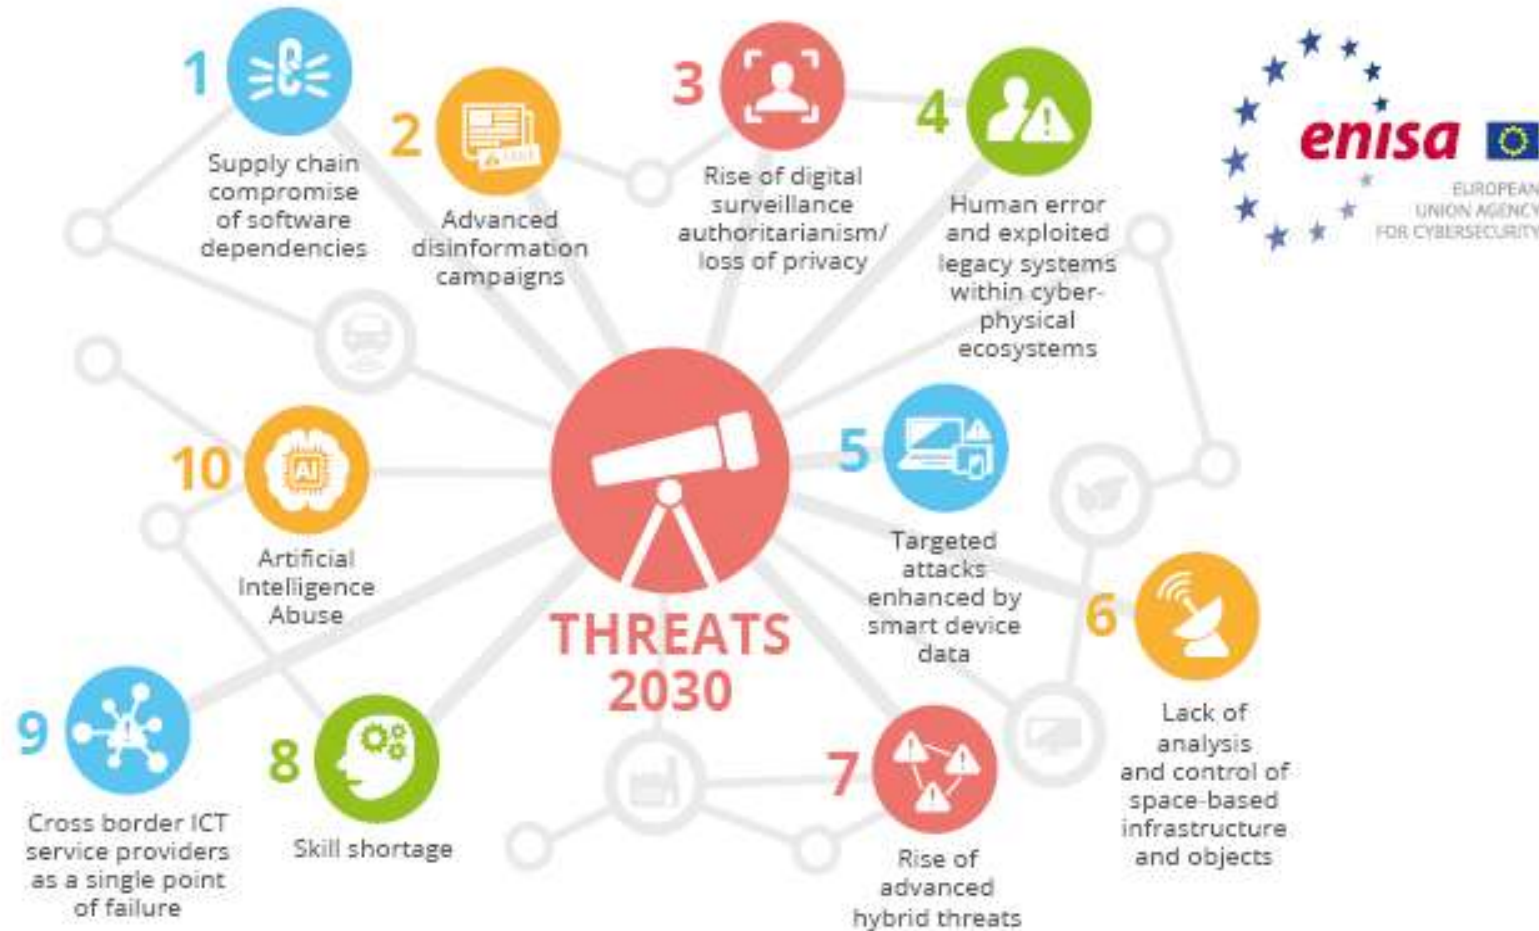 1
Supply chain
compromise
of software
dependencies
2
FAKE
Advanced
disinformation
campaigns
3
Rise of digital
surveillance
authoritarianism/
loss of privacy
4
Human error
and exploited
legacy systems
within cyber-
physical
ecosystems
enisa
EUROPEAN
UNION AGENCY
FOR CYBERSECURITY
5
Targeted
attacks
enhanced by
smart device
data
6
Lack of
analysis
and control of
space-based
infrastructure
and objects
7
Rise of
advanced
hybrid threats
8
Skill shortage
9
Cross border ICT
service providers
as a single point
of failure
10
AI
Artificial
Intelligence
Abuse
THREATS
2030